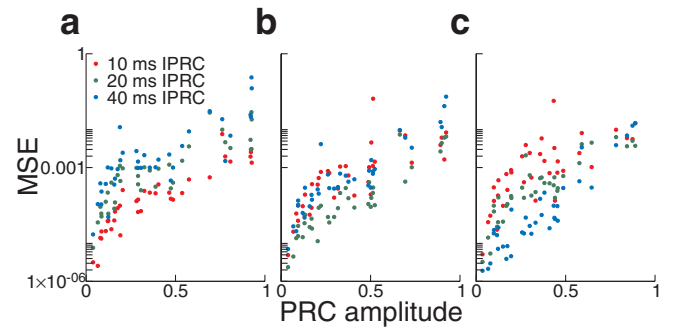 a b c
1
10 ms IPRC
20 ms IPRC
40 ms IPRC
MSE
0.001
1×10⁻⁰⁶
0 0.5 1 0 0.5 1 0 0.5 1
PRC amplitude